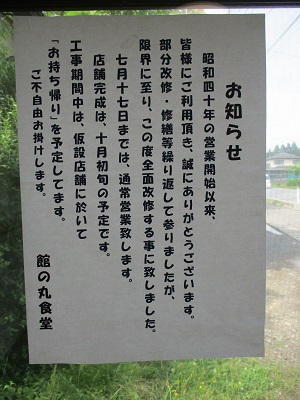 お知らせ
昭和四十年の営業開始以来、
皆様にご利用頂き、誠にありがとうございます。
部分改修・修繕等繰り返して参りましたが、
限界に至り、この度全面改修する事に致しました。
七月十七日までは、通常営業致します。
店舗完成は、十月初旬の予定です。
工事期間中は、仮設店舗に於いて
「お持ち帰り」を予定してます。
ご不自由お掛けします。
館の丸食堂